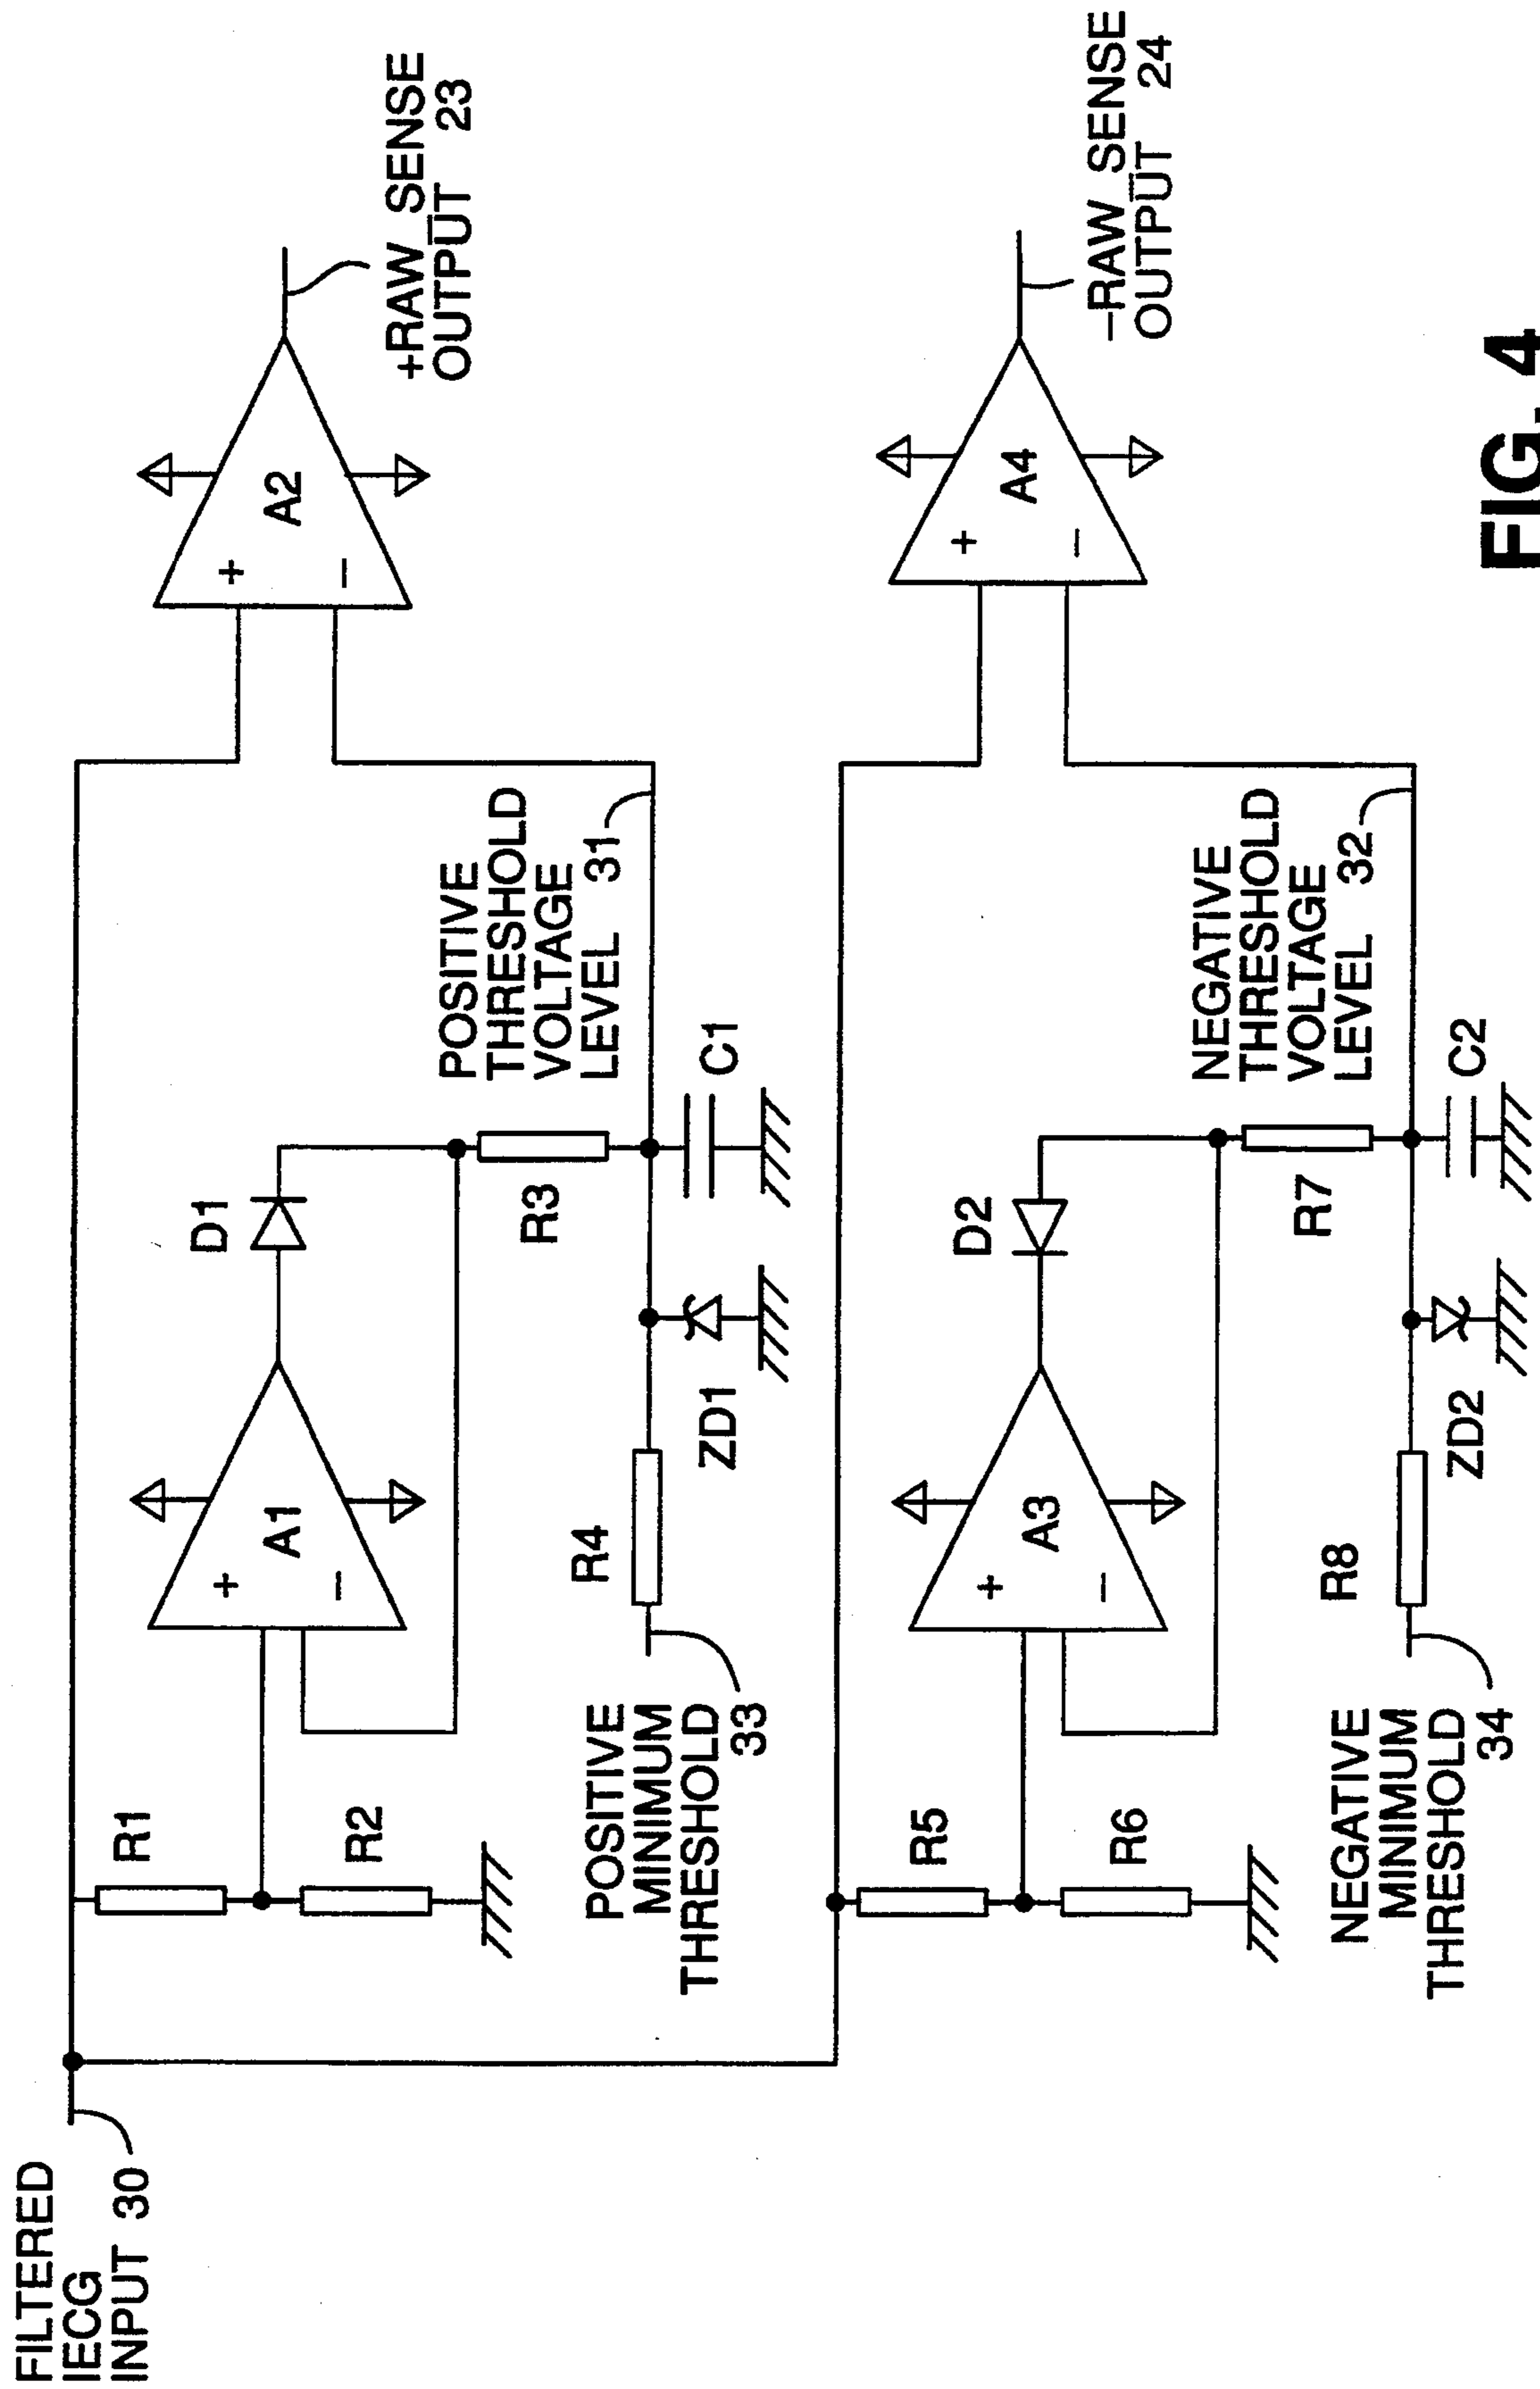 FILTERED
IECG
INPUT 30
R1
R2
+
−
A1
D1
R3
R4
ZD1
C1
POSITIVE
MINIMUM
THRESHOLD
33
POSITIVE
THRESHOLD
VOLTAGE
LEVEL 31
+
−
A2
+RAW_SENSE
OUTPUT 23
R5
R6
+
−
A3
D2
R7
R8
ZD2
C2
NEGATIVE
MINIMUM
THRESHOLD
34
NEGATIVE
THRESHOLD
VOLTAGE
LEVEL 32
+
−
A4
−RAW_SENSE
OUTPUT 24
FIG. 4